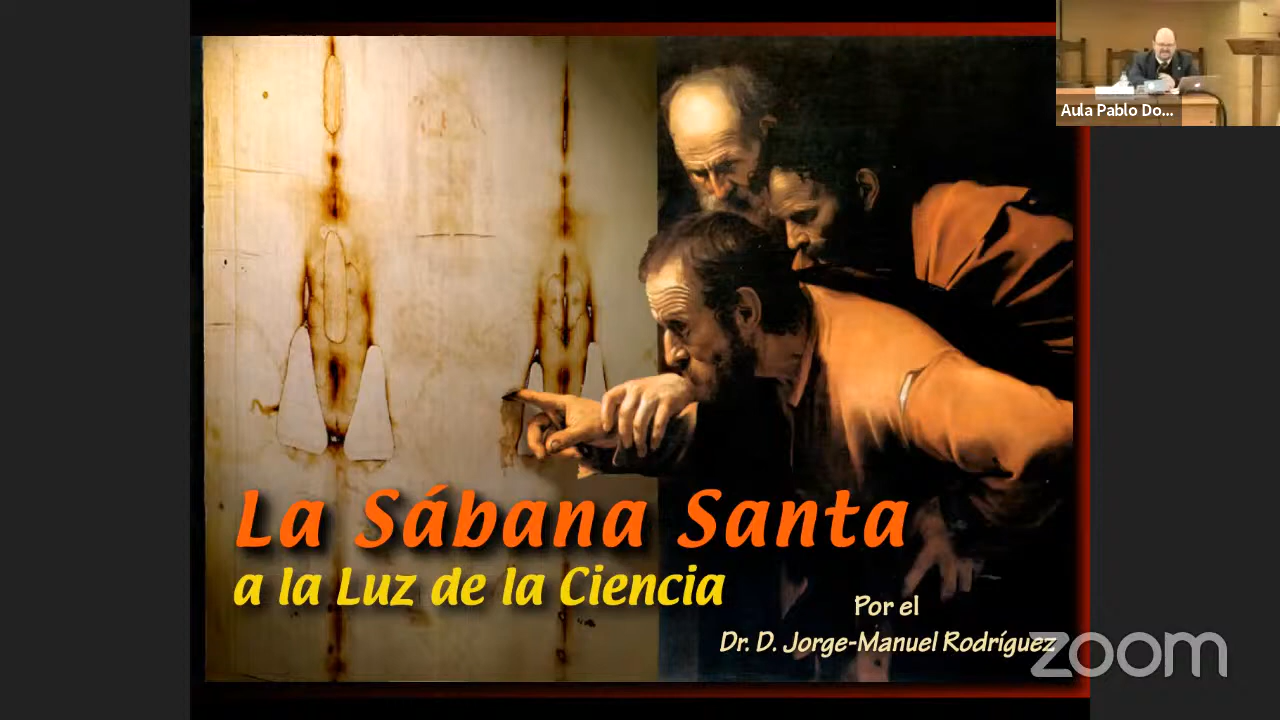 Aula Pablo Do...
La Sábana Santa
a la Luz de la Ciencia
Por el
Dr. D. Jorge-Manuel Rodríguez
zoom